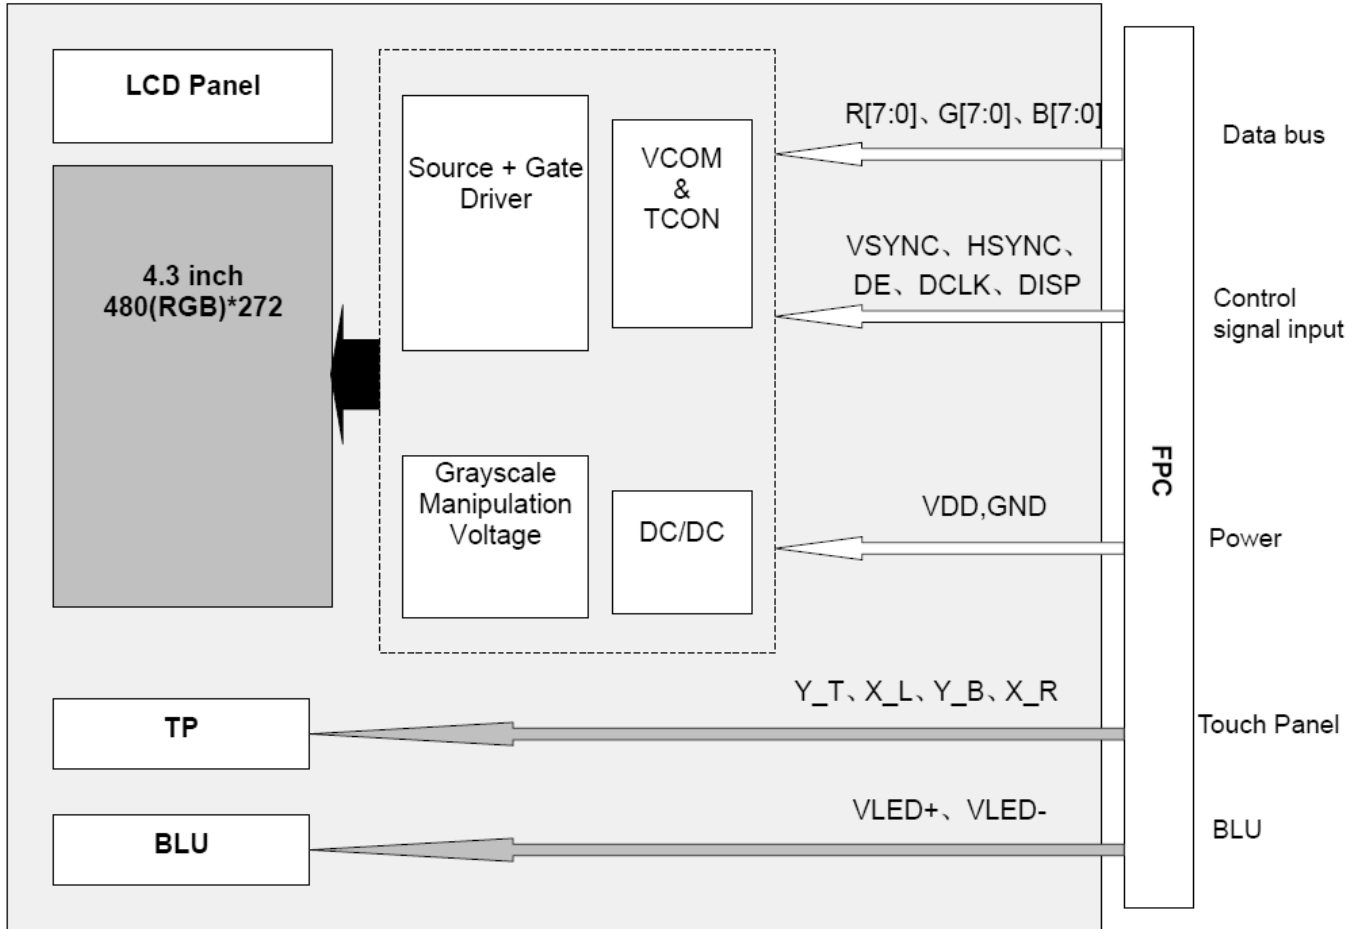 LCD Panel
4.3 inch
480(RGB)*272
Source + Gate
Driver
VCOM
&
TCON
Grayscale
Manipulation
Voltage
DC/DC
R[7:0]、G[7:0]、B[7:0]
Data bus
VSYNC、HSYNC、
DE、DCLK、DISP
Control
signal input
VDD,GND
Power
FPC
TP
Y_T、X_L、Y_B、X_R
Touch Panel
BLU
VLED+、VLED-
BLU